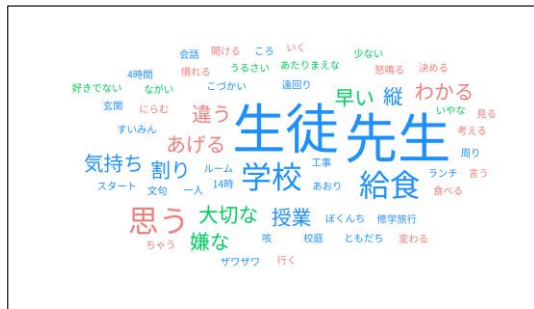 会話 開ける ころ いく 少ない
4時間 慣れる うるさい あたりまえな 怒鳴る 決める
好きでない ながい こづかい 遠回り
玄関 にらむ 違う 早い 縦 わかる
いやな 見る
すいみん あげる 生徒 先生 考える
気持ち 割り ルーム 学校 工事 給食 周り
スタート 文句 一人 14時 あおり ランチ 言う
食べる
思う 大切な 授業 ぼくんち 修学旅行
ちゃう 嫌な 咳 校庭 ともだち 変わる
ザワザワ 行く